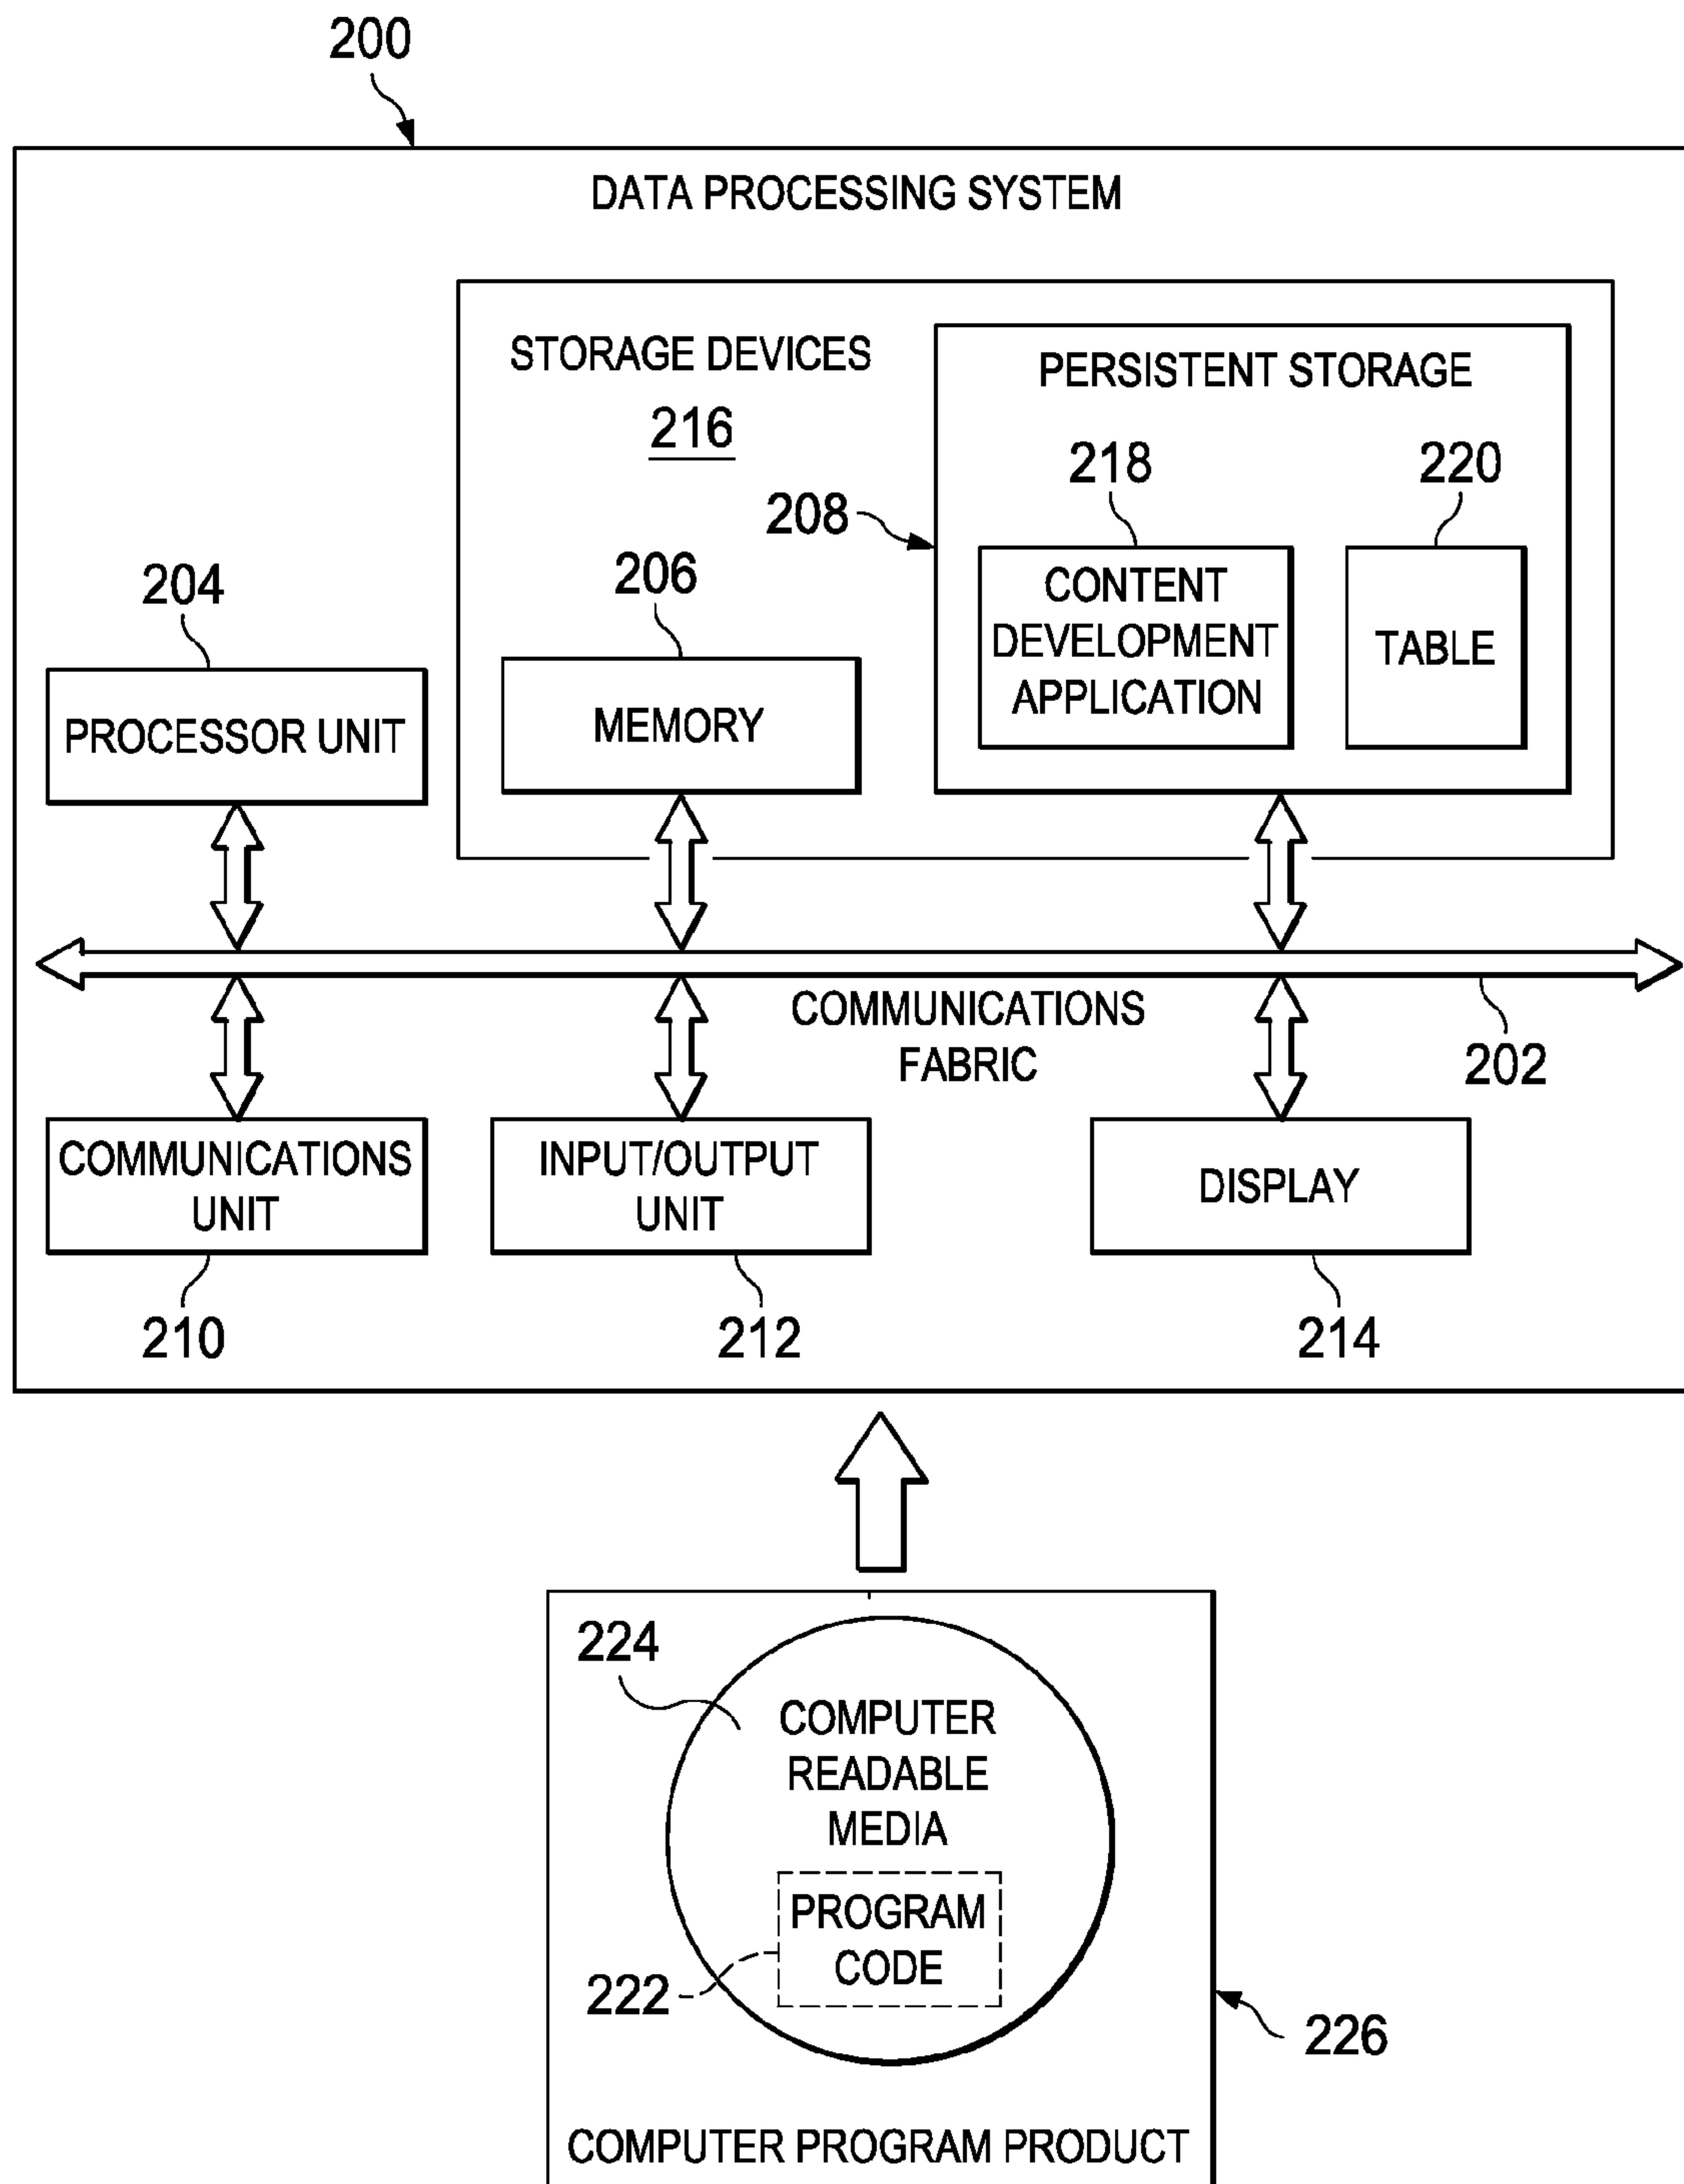 200
DATA PROCESSING SYSTEM
STORAGE DEVICES
216
PERSISTENT STORAGE
208
218
220
CONTENT
DEVELOPMENT
APPLICATION
TABLE
204
206
PROCESSOR UNIT
MEMORY
COMMUNICATIONS
FABRIC
202
COMMUNICATIONS
UNIT
INPUT/OUTPUT
UNIT
DISPLAY
210
212
214
224
COMPUTER
READABLE
MEDIA
PROGRAM
CODE
222
226
COMPUTER PROGRAM PRODUCT